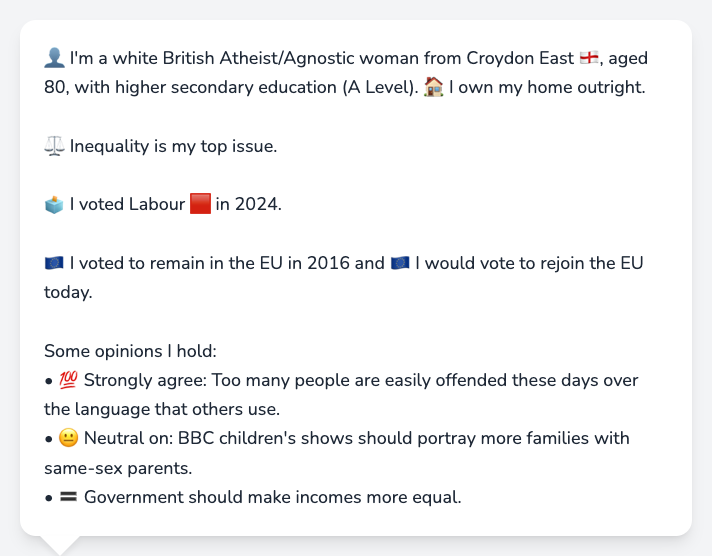 👤 I'm a white British Atheist/Agnostic woman from Croydon East 🏴󠁧󠁢󠁥󠁮󠁧󠁿, aged
80, with higher secondary education (A Level). 🏠 I own my home outright.
⚖️ Inequality is my top issue.
🗳️ I voted Labour 🟥 in 2024.
🇪🇺 I voted to remain in the EU in 2016 and 🇪🇺 I would vote to rejoin the EU
today.
Some opinions I hold:
• 💯 Strongly agree: Too many people are easily offended these days over
the language that others use.
• 😐 Neutral on: BBC children's shows should portray more families with
same-sex parents.
• 🟰 Government should make incomes more equal.